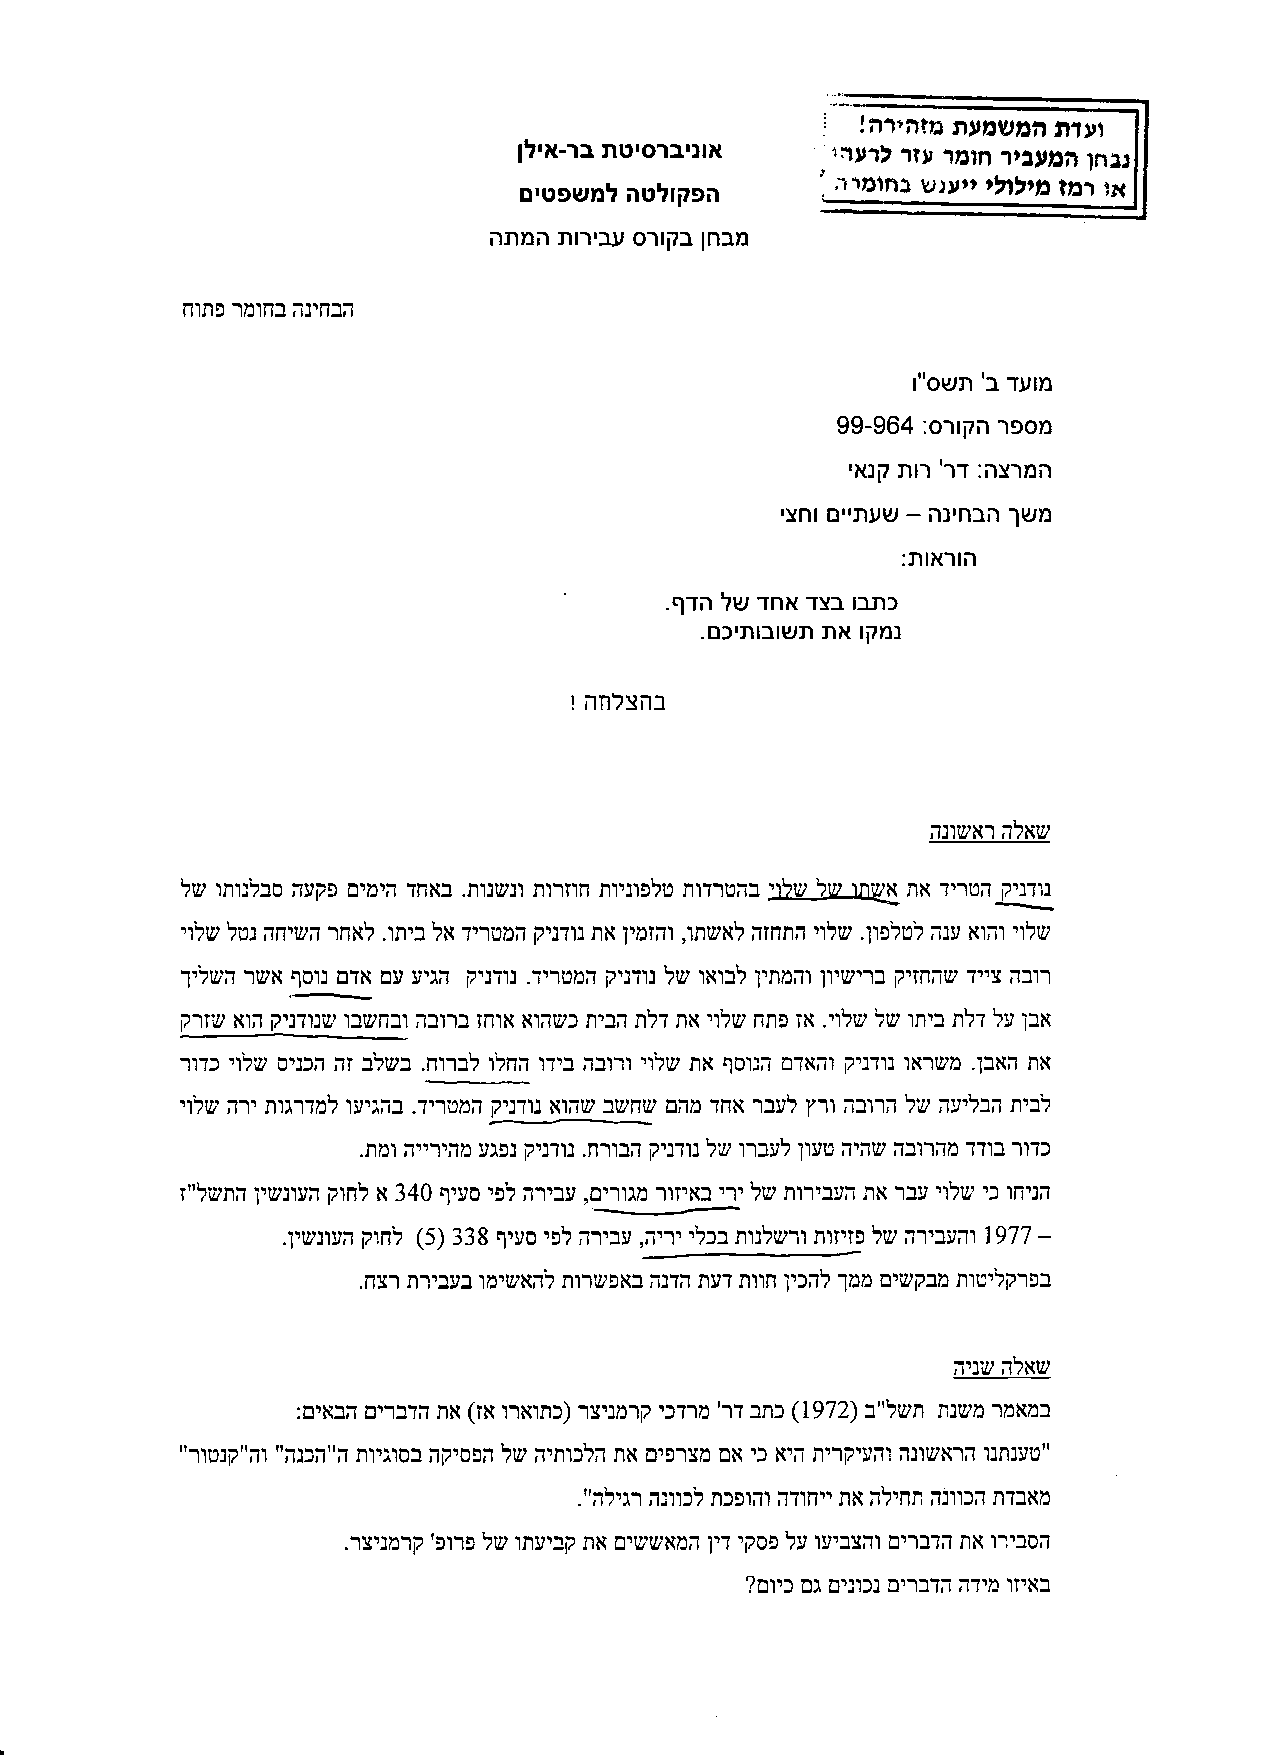 ועדת המשמעת מזהירה!
נבחן המעביר חומר עזר לרעהו
או רמז מילולי ייענש בחומרה
אוניברסיטת בר-אילן
הפקולטה למשפטים
מבחן בקורס עבירות המתה
הבחינה בחומר פתוח
מועד ב' תשס"ו
מספר הקורס: 99-964
המרצה: דר' רות קנאי
משך הבחינה – שעתיים וחצי
הוראות:
כתבו בצד אחד של הדף.
נמקו את תשובותיכם.
בהצלחה !
שאלה ראשונה
נודניק הטריד את אשתו של שלוי בהטרדות טלפוניות חוזרות ונשנות. באחד הימים פקעה סבלנותו של
שלוי והוא ענה לטלפון. שלוי התחזה לאשתו, והזמין את נודניק המטריד אל ביתו. לאחר השיחה נטל שלוי
רובה צייד שהחזיק ברישיון והמתין לבואו של נודניק המטריד. נודניק הגיע עם אדם נוסף אשר השליך
אבן על דלת ביתו של שלוי. אז פתח שלוי את דלת הבית כשהוא אוחז ברובה ובחשבו שנודניק הוא שזרק
את האבן. משראו נודניק והאדם הנוסף את שלוי ורובה בידו החלו לברוח. בשלב זה הכניס שלוי כדור
לבית הבליעה של הרובה ורץ לעבר אחד מהם שחשב שהוא נודניק המטריד. בהגיעו למדרגות ירה שלוי
כדור בודד מהרובה שהיה טעון לעברו של נודניק הבורח. נודניק נפגע מהירייה ומת.
הניחו כי שלוי עבר את העבירות של ירי באיזור מגורים, עבירה לפי סעיף 340 א לחוק העונשין התשל"ז
– 1977 והעבירה של פזיזות ורשלנות בכלי יריה, עבירה לפי סעיף 338 (5) לחוק העונשין.
בפרקליטות מבקשים ממך להכין חוות דעת הדנה באפשרות להאשימו בעבירת רצח.
שאלה שניה
במאמר משנת תשל"ב (1972) כתב דר' מרדכי קרמניצר (כתוארו אז) את הדברים הבאים:
"טענתנו הראשונה והעיקרית היא כי אם מצרפים את הלכותיה של הפסיקה בסוגיות ה"הכנה" וה"קנטור"
מאבדת הכוונה תחילה את ייחודה והופכת לכוונה רגילה".
הסבירו את הדברים והצביעו על פסקי דין המאששים את קביעתו של פרופ' קרמניצר.
באיזו מידה הדברים נכונים גם כיום?